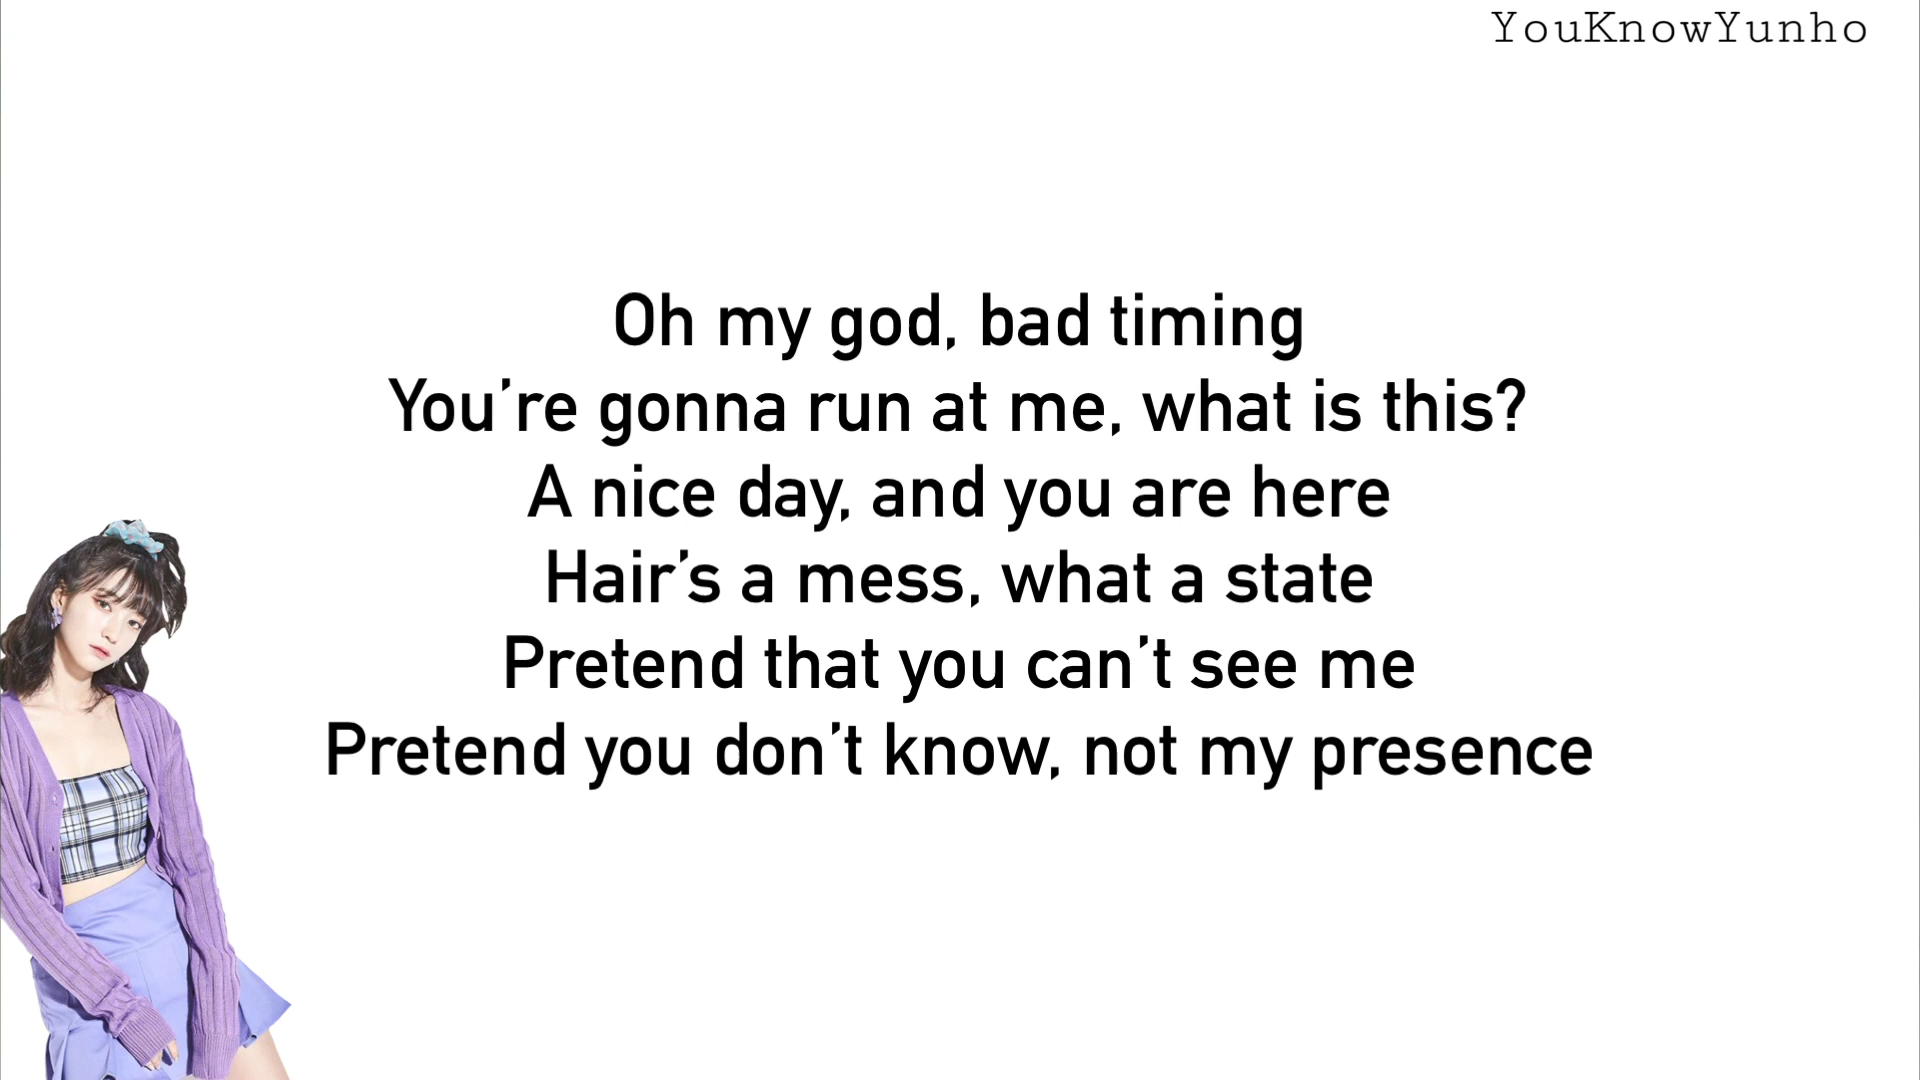 YouKnowYunho
Oh my god, bad timing
You’re gonna run at me, what is this?
A nice day, and you are here
Hair’s a mess, what a state
Pretend that you can’t see me
Pretend you don’t know, not my presence